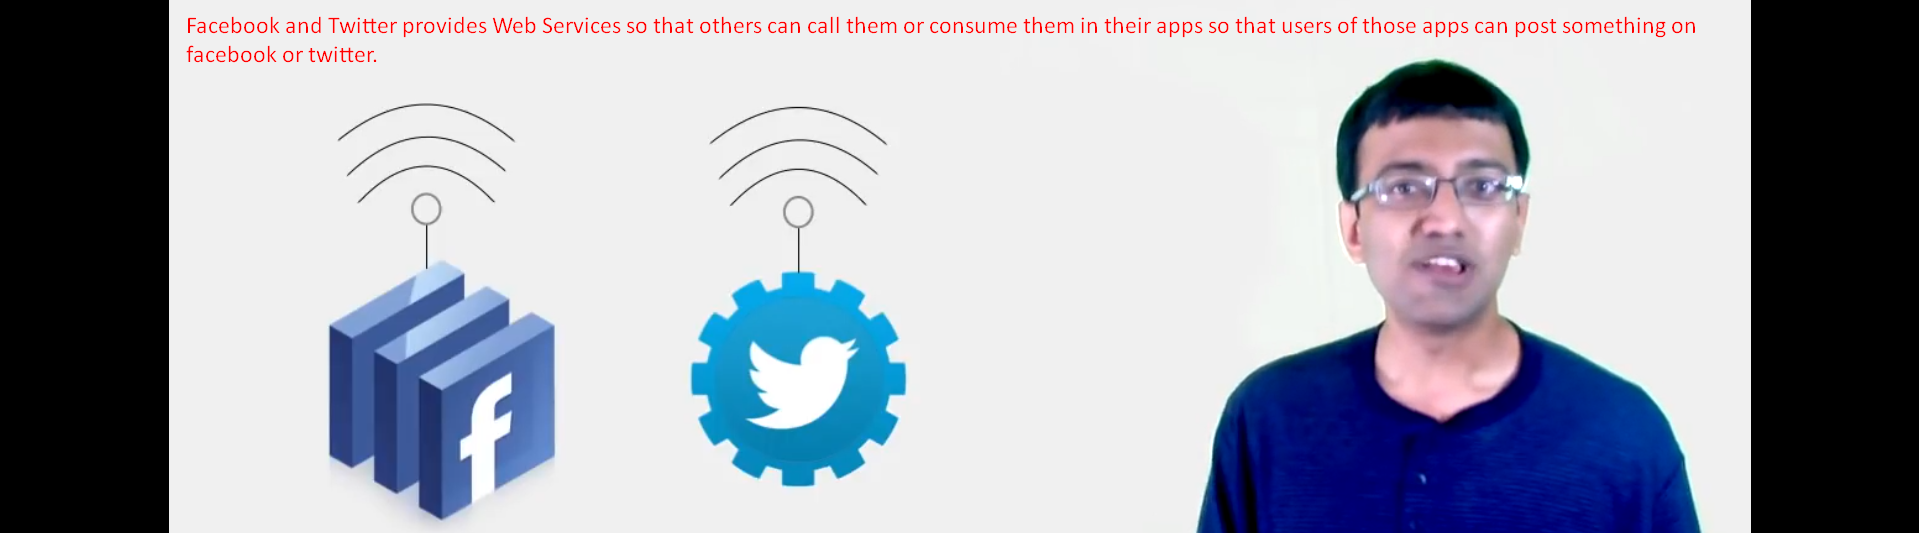 Facebook and Twitter provides Web Services so that others can call them or consume them in their apps so that users of those apps can post something on
facebook or twitter.
f